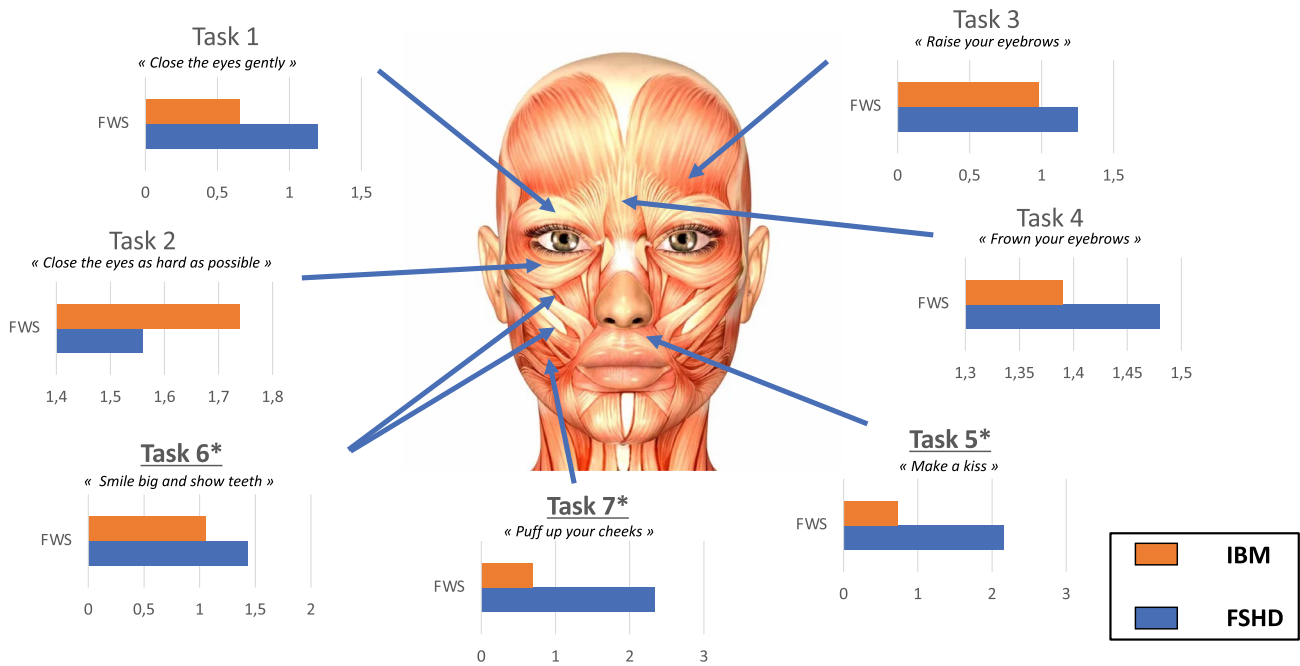 Task 1
« Close the eyes gently »
FWS
0 0,5 1 1,5
Task 3
« Raise your eyebrows »
FWS
0 0,5 1 1,5
Task 2
« Close the eyes as hard as possible »
FWS
1,4 1,5 1,6 1,7 1,8
Task 4
« Frown your eyebrows »
FWS
1,3 1,35 1,4 1,45 1,5
Task 6*
« Smile big and show teeth »
FWS
0 0,5 1 1,5 2
Task 7*
« Puff up your cheeks »
FWS
0 1 2 3
Task 5*
« Make a kiss »
FWS
0 1 2 3
IBM
FSHD